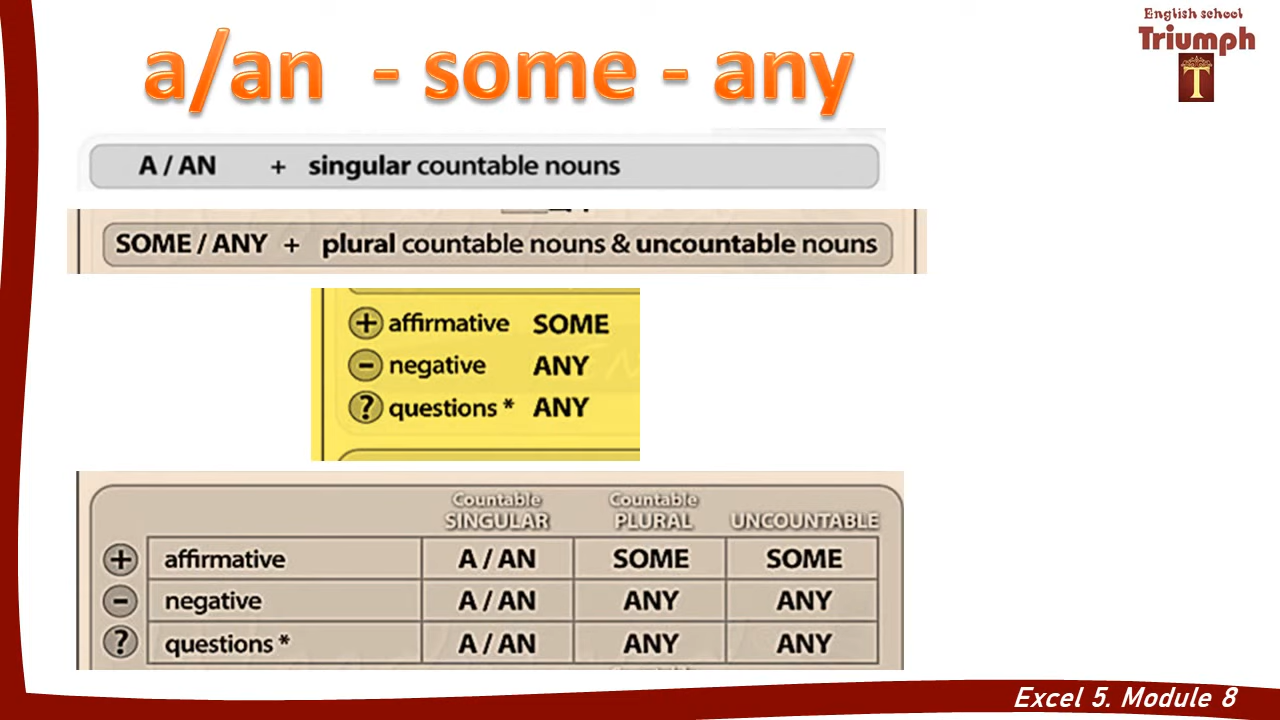 English school
Triumph
T
a/an - some - any
A / AN + singular countable nouns
SOME / ANY + plural countable nouns & uncountable nouns
+ affirmative SOME
- negative ANY
? questions * ANY
Countable Countable
SINGULAR PLURAL UNCOUNTABLE
+ affirmative A / AN SOME SOME
- negative A / AN ANY ANY
? questions * A / AN ANY ANY
Excel 5. Module 8